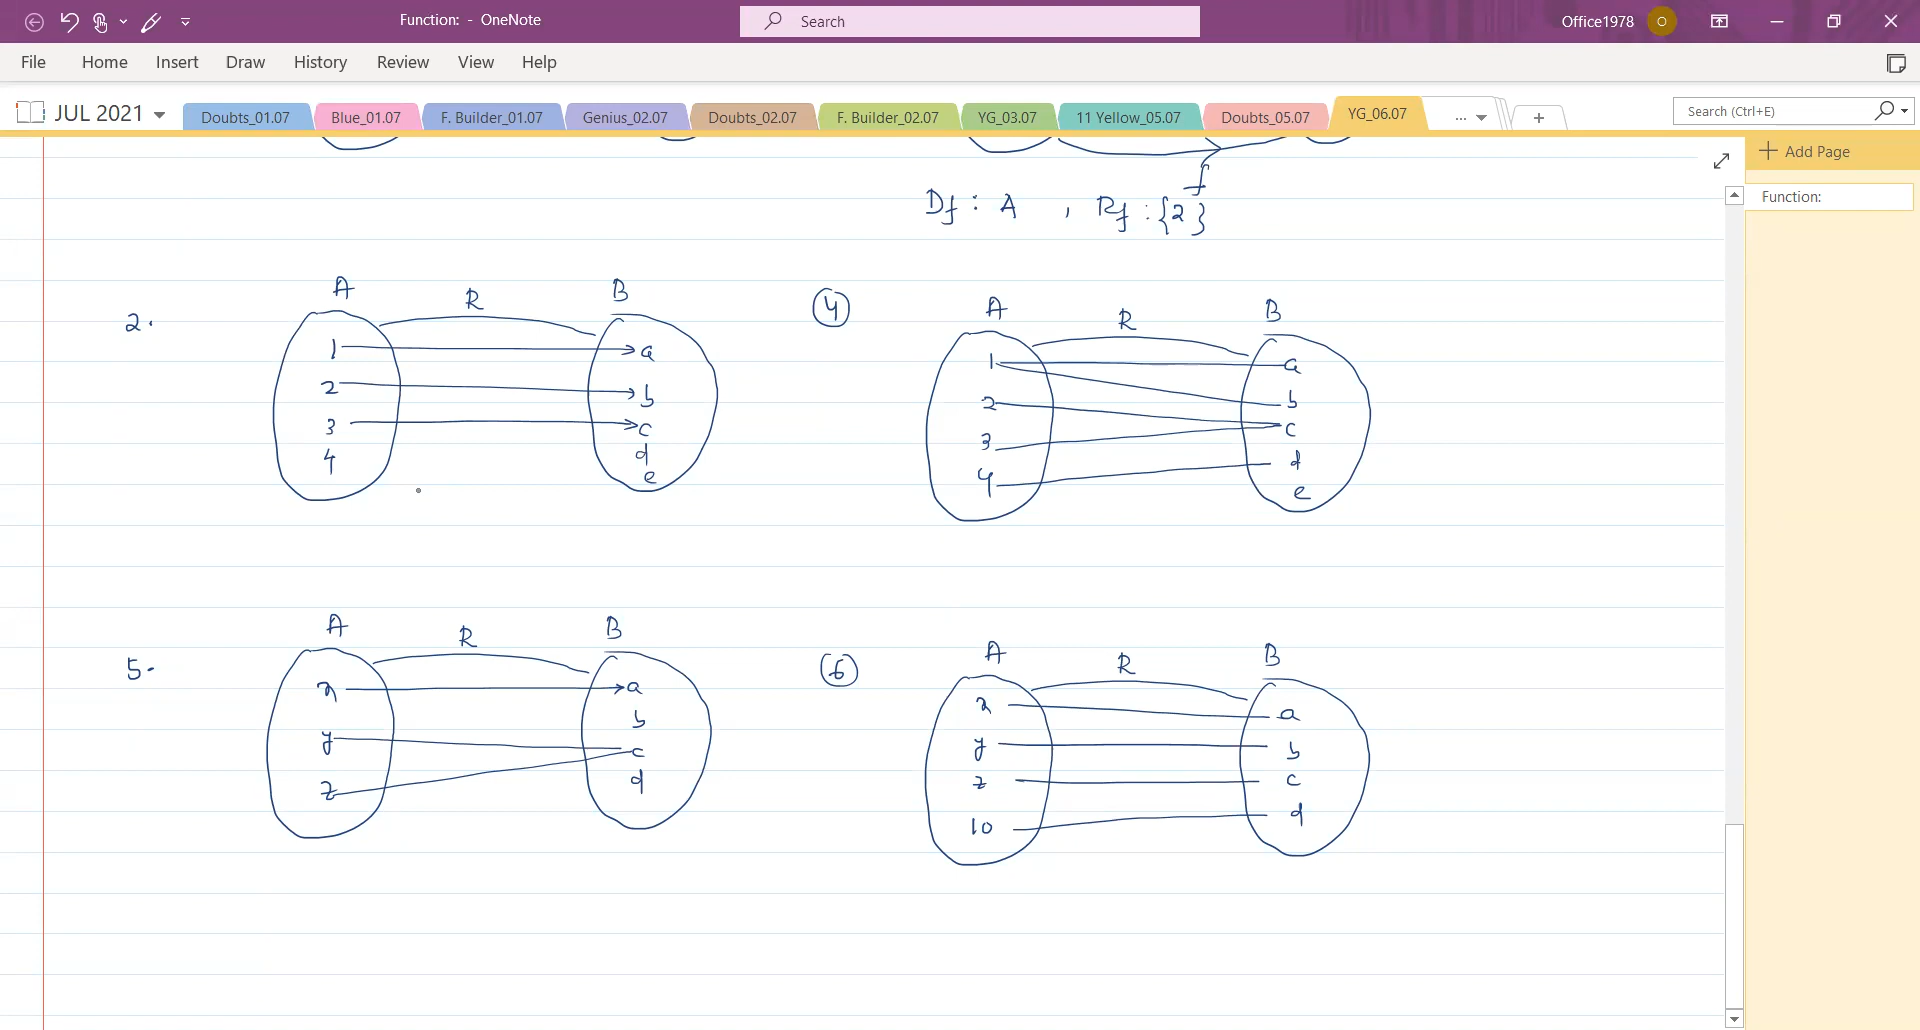 Function: - OneNote
Search
Office1978
O
File Home Insert Draw History Review View Help
JUL 2021
Doubts_01.07 Blue_01.07 F. Builder_01.07 Genius_02.07 Doubts_02.07 F. Builder_02.07 YG_03.07 11 Yellow_05.07 Doubts_05.07 YG_06.07 ... +
Search (Ctrl+E)
Add Page
Function:
f
Df : A , Rf : {2}
2.
A R B
1 a
2 b
3 c
4 d
e
4
A R B
1 a
2 b
3 c
4 d
e
5.
A R B
x a
y b
z c
d
6
A R B
x a
y b
z c
10 d